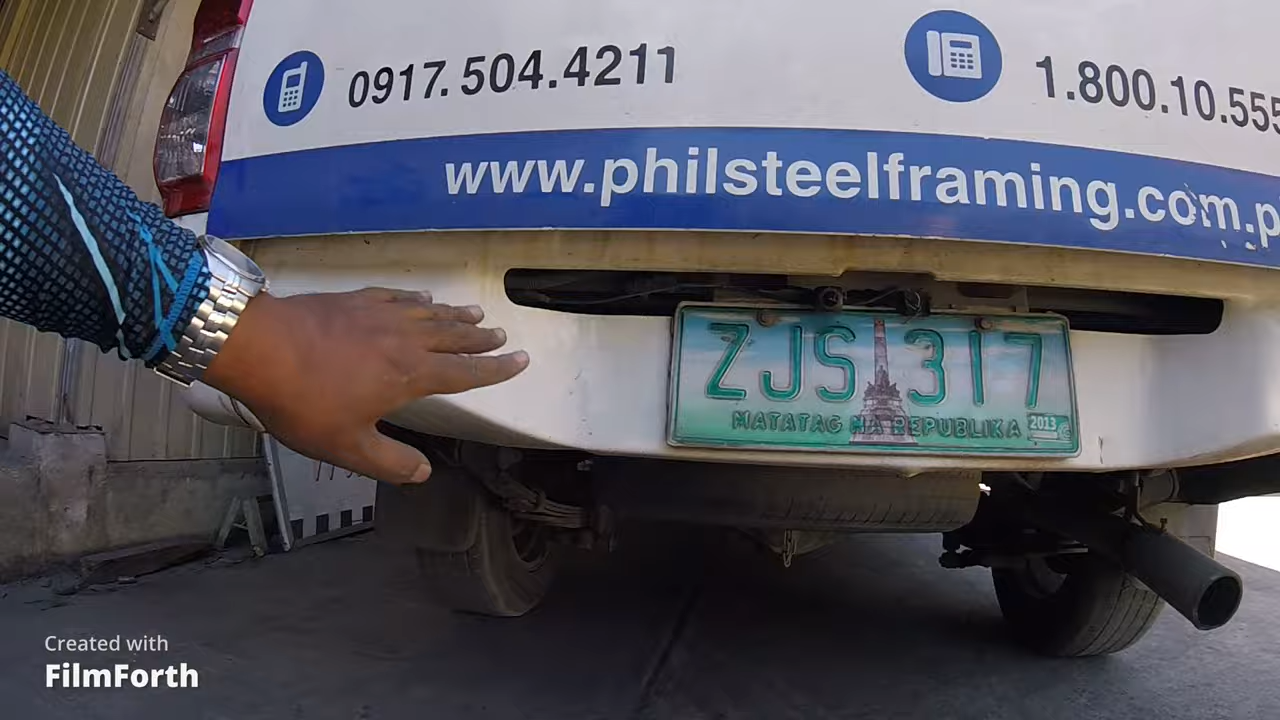 0917.504.4211
1.800.10.555
www.philsteelframing.com.p
ZJS 317
MATATAG NA REPUBLIKA
2013
Created with
FilmForth